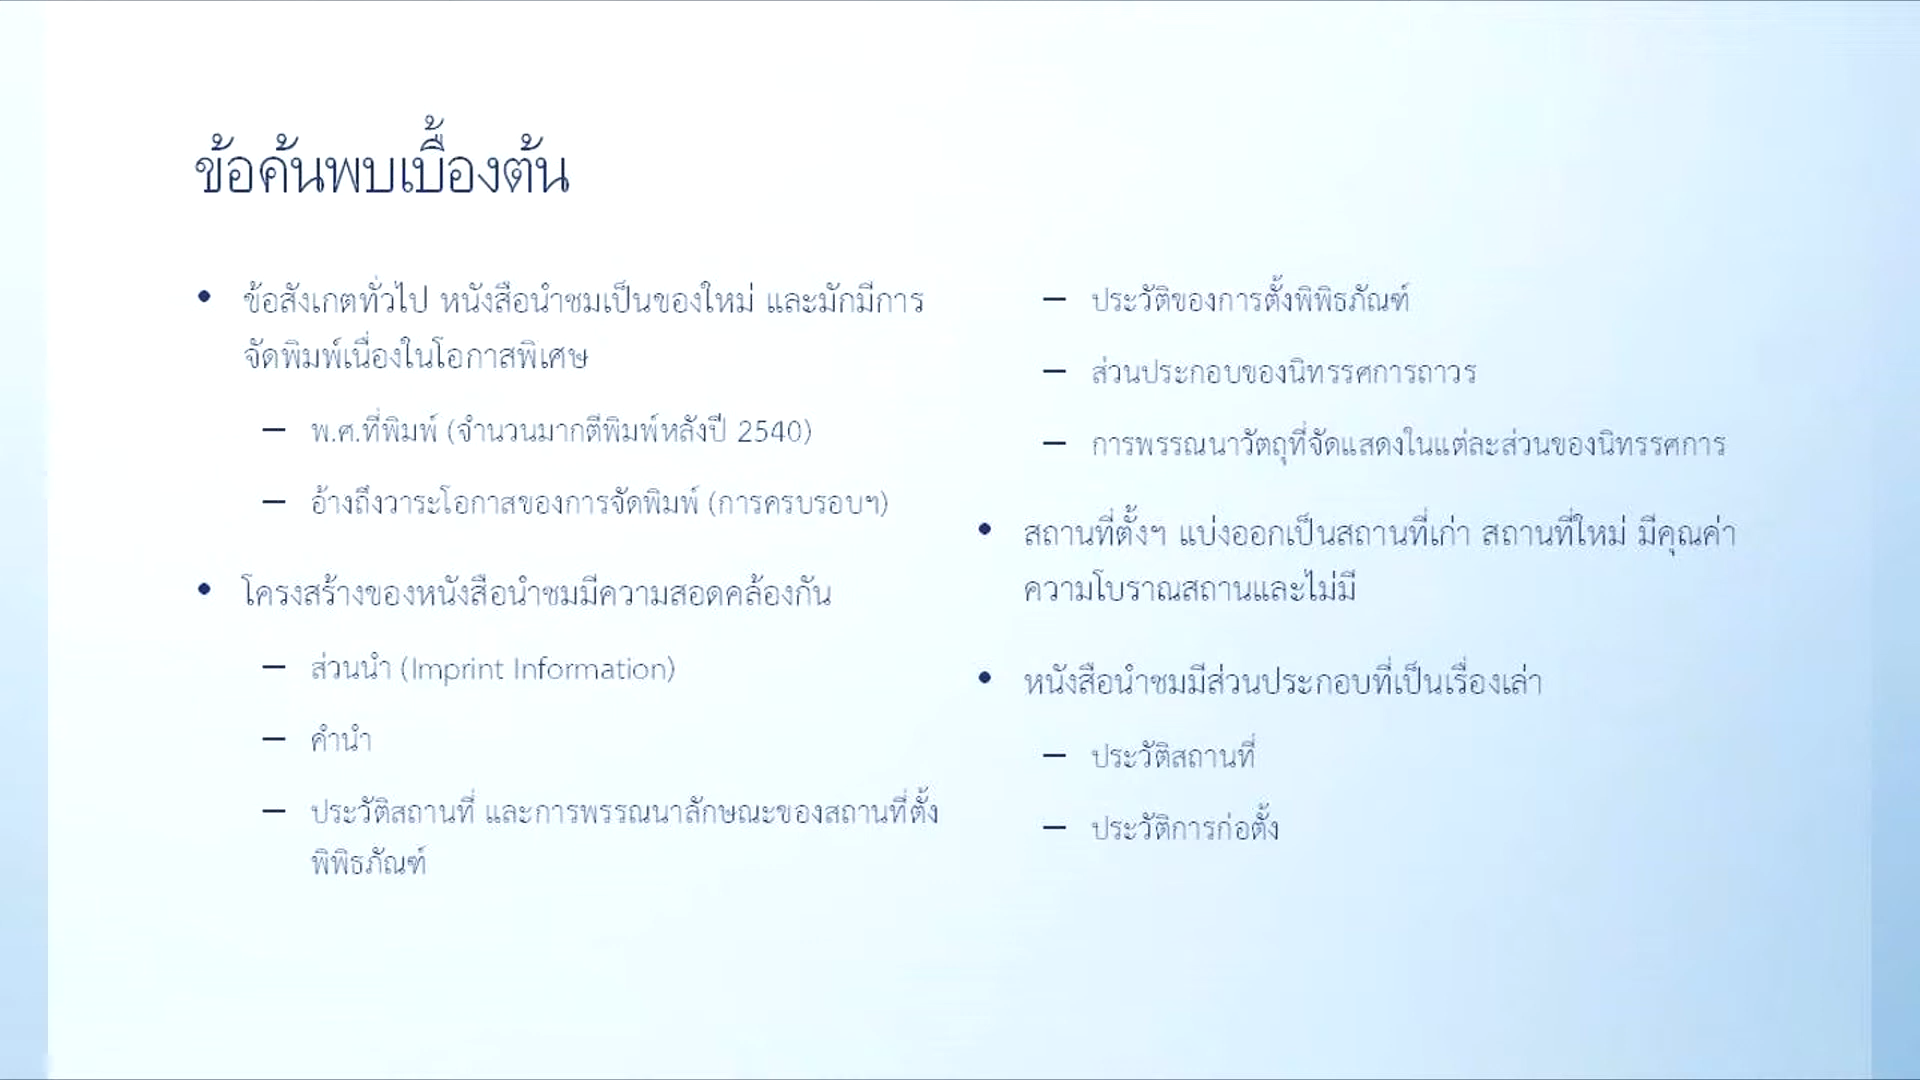 ข้อค้นพบเบื้องต้น
• ข้อสังเกตทั่วไป หนังสือนำชมเป็นของใหม่ และมักมีการ
จัดพิมพ์เนื่องในโอกาสพิเศษ
– พ.ศ.ที่พิมพ์ (จำนวนมากตีพิมพ์หลังปี 2540)
– อ้างถึงวาระโอกาสของการจัดพิมพ์ (การครบรอบฯ)
• โครงสร้างของหนังสือนำชมมีความสอดคล้องกัน
– ส่วนนำ (Imprint Information)
– คำนำ
– ประวัติสถานที่ และการพรรณนาลักษณะของสถานที่ตั้ง
พิพิธภัณฑ์
– ประวัติของการตั้งพิพิธภัณฑ์
– ส่วนประกอบของนิทรรศการถาวร
– การพรรณนาวัตถุที่จัดแสดงในแต่ละส่วนของนิทรรศการ
• สถานที่ตั้งฯ แบ่งออกเป็นสถานที่เก่า สถานที่ใหม่ มีคุณค่า
ความโบราณสถานและไม่มี
• หนังสือนำชมมีส่วนประกอบที่เป็นเรื่องเล่า
– ประวัติสถานที่
– ประวัติการก่อตั้ง